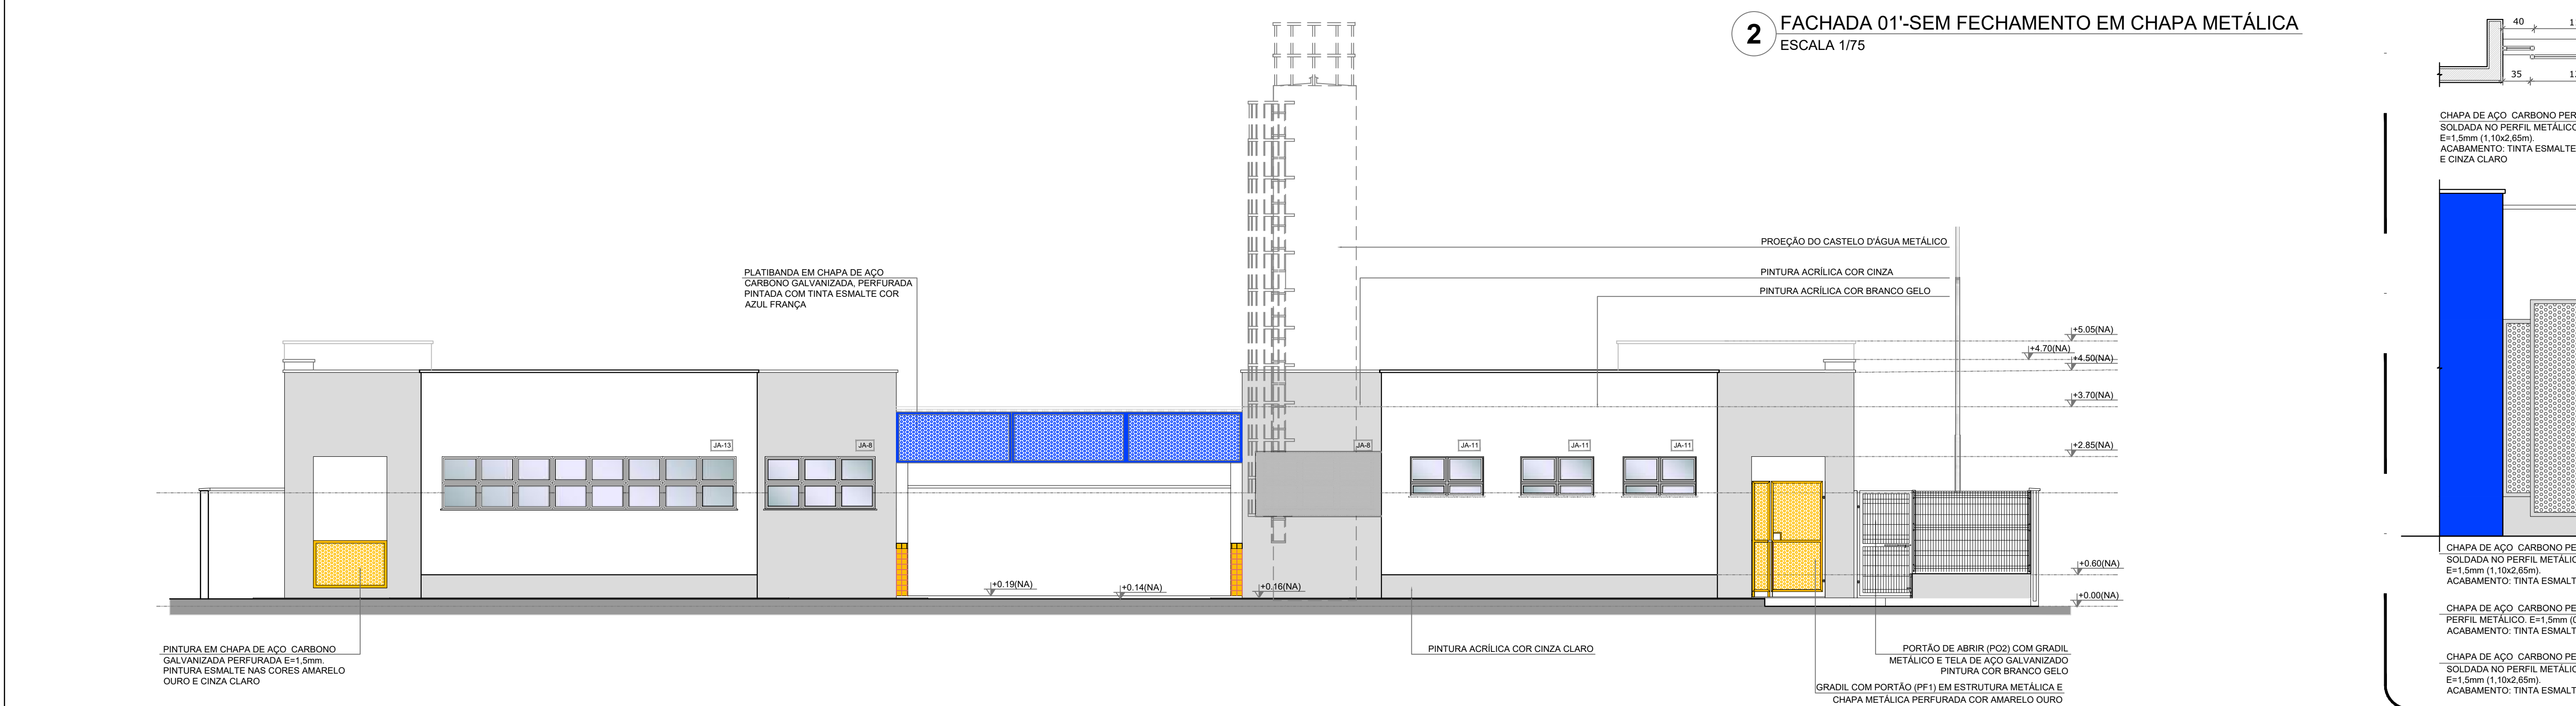 2
FACHADA 01'-SEM FECHAMENTO EM CHAPA METÁLICA
ESCALA 1/75
PROEÇÃO DO CASTELO D'ÁGUA METÁLICO
PINTURA ACRÍLICA COR CINZA
PINTURA ACRÍLICA COR BRANCO GELO
PLATIBANDA EM CHAPA DE AÇO
CARBONO GALVANIZADA, PERFURADA
PINTADA COM TINTA ESMALTE COR
AZUL FRANÇA
+5.05(NA)
+4.70(NA)
+4.50(NA)
+3.70(NA)
+2.85(NA)
+0.60(NA)
+0.00(NA)
JA-13
JA-8
JA-8
JA-11
JA-11
JA-11
+0.19(NA)
+0.14(NA)
+0.16(NA)
PINTURA EM CHAPA DE AÇO CARBONO
GALVANIZADA PERFURADA E=1,5mm.
PINTURA ESMALTE NAS CORES AMARELO
OURO E CINZA CLARO
PINTURA ACRÍLICA COR CINZA CLARO
PORTÃO DE ABRIR (PO2) COM GRADIL
METÁLICO E TELA DE AÇO GALVANIZADO
PINTURA COR BRANCO GELO
GRADIL COM PORTÃO (PF1) EM ESTRUTURA METÁLICA E
CHAPA METÁLICA PERFURADA COR AMARELO OURO
40
35
CHAPA DE AÇO CARBONO
SOLDADA NO PERFIL METÁLICO
E=1,5mm (1,10x2,65m).
ACABAMENTO: TINTA ESMALTE
E CINZA CLARO
CHAPA DE AÇO CARBONO
SOLDADA NO PERFIL
E=1,5mm (1,10x2,65m).
ACABAMENTO: TINTA
CHAPA DE AÇO CARBONO
PERFIL METÁLICO. E=1,5mm
ACABAMENTO: TINTA
CHAPA DE AÇO CARBONO
SOLDADA NO PERFIL
E=1,5mm (1,10x2,65m).
ACABAMENTO: TINTA